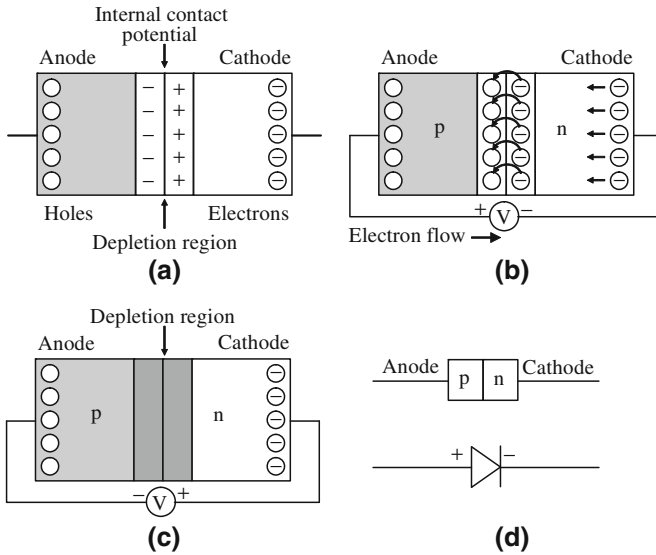 Internal contact
potential
Anode
Cathode
− +
− +
− +
− +
− +
Holes
Electrons
Depletion region
(a)
Anode
Cathode
p
n
+ V −
Electron flow
(b)
Depletion region
Anode
Cathode
p
n
− V +
(c)
Anode
p n
Cathode
+ −
(d)